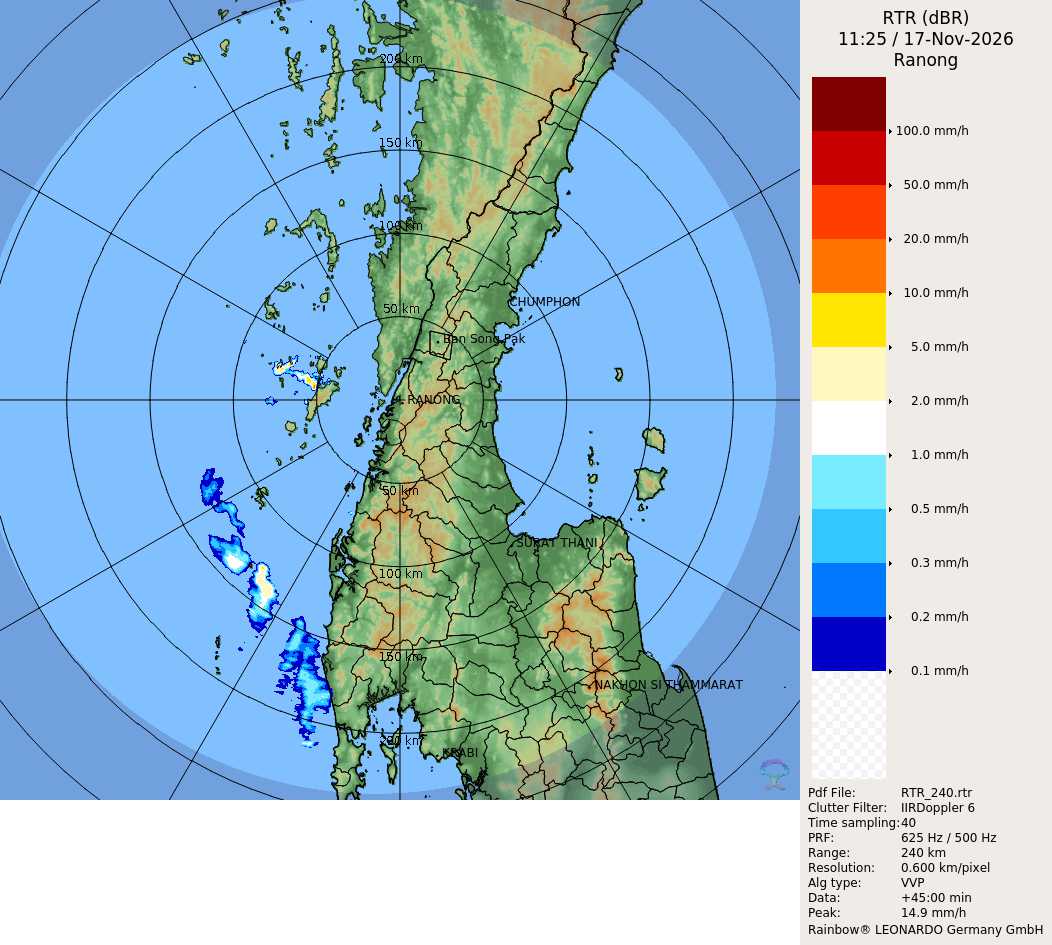 RTR (dBR)
11:25 / 17-Nov-2026
Ranong
100.0 mm/h
50.0 mm/h
20.0 mm/h
10.0 mm/h
5.0 mm/h
2.0 mm/h
1.0 mm/h
0.5 mm/h
0.3 mm/h
0.2 mm/h
0.1 mm/h
Pdf File: RTR_240.rtr
Clutter Filter: IIRDoppler 6
Time sampling: 40
PRF: 625 Hz / 500 Hz
Range: 240 km
Resolution: 0.600 km/pixel
Alg type: VVP
Data: +45:00 min
Peak: 14.9 mm/h
Rainbow® LEONARDO Germany GmbH
200 km
150 km
100 km
50 km
CHUMPHON
Ban Song Pak
RANONG
50 km
SURAT THANI
100 km
150 km
NAKHON SI THAMMARAT
200 km
KRABI